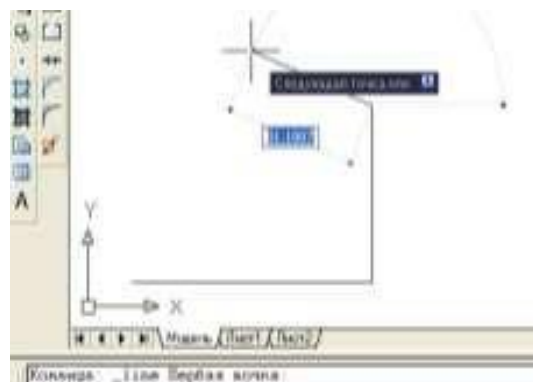 Следующая точка или
Y
A
X
Модель Лист1 Лист2
Команда: _line Первая точка: